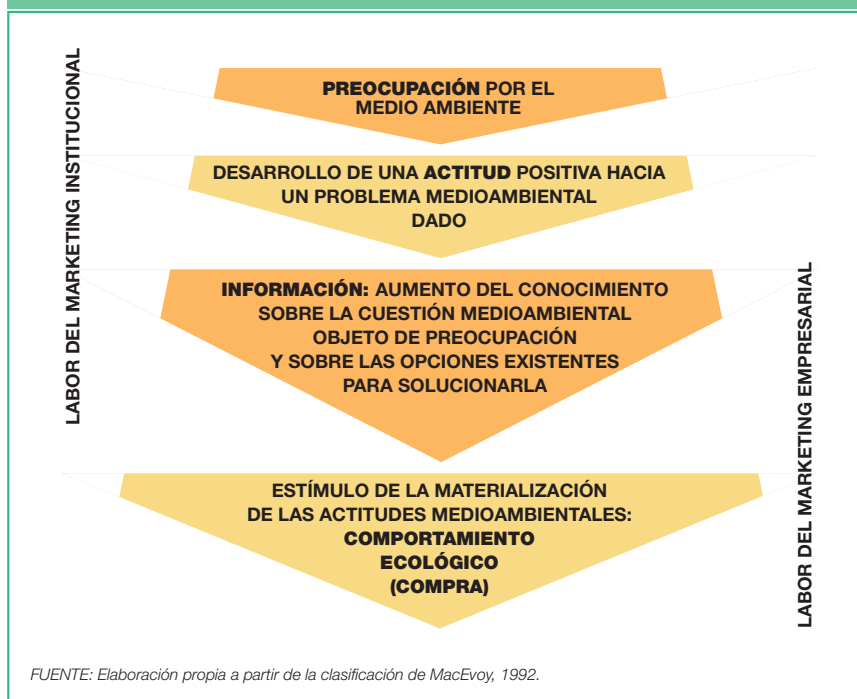 LABOR DEL MARKETING INSTITUCIONAL
PREOCUPACIÓN POR EL
MEDIO AMBIENTE
DESARROLLO DE UNA ACTITUD POSITIVA HACIA
UN PROBLEMA MEDIOAMBIENTAL
DADO
INFORMACIÓN: AUMENTO DEL CONOCIMIENTO
SOBRE LA CUESTIÓN MEDIOAMBIENTAL
OBJETO DE PREOCUPACIÓN
Y SOBRE LAS OPCIONES EXISTENTES
PARA SOLUCIONARLA
ESTÍMULO DE LA MATERIALIZACIÓN
DE LAS ACTITUDES MEDIOAMBIENTALES:
COMPORTAMIENTO
ECOLÓGICO
(COMPRA)
LABOR DEL MARKETING EMPRESARIAL
FUENTE: Elaboración propia a partir de la clasificación de MacEvoy, 1992.